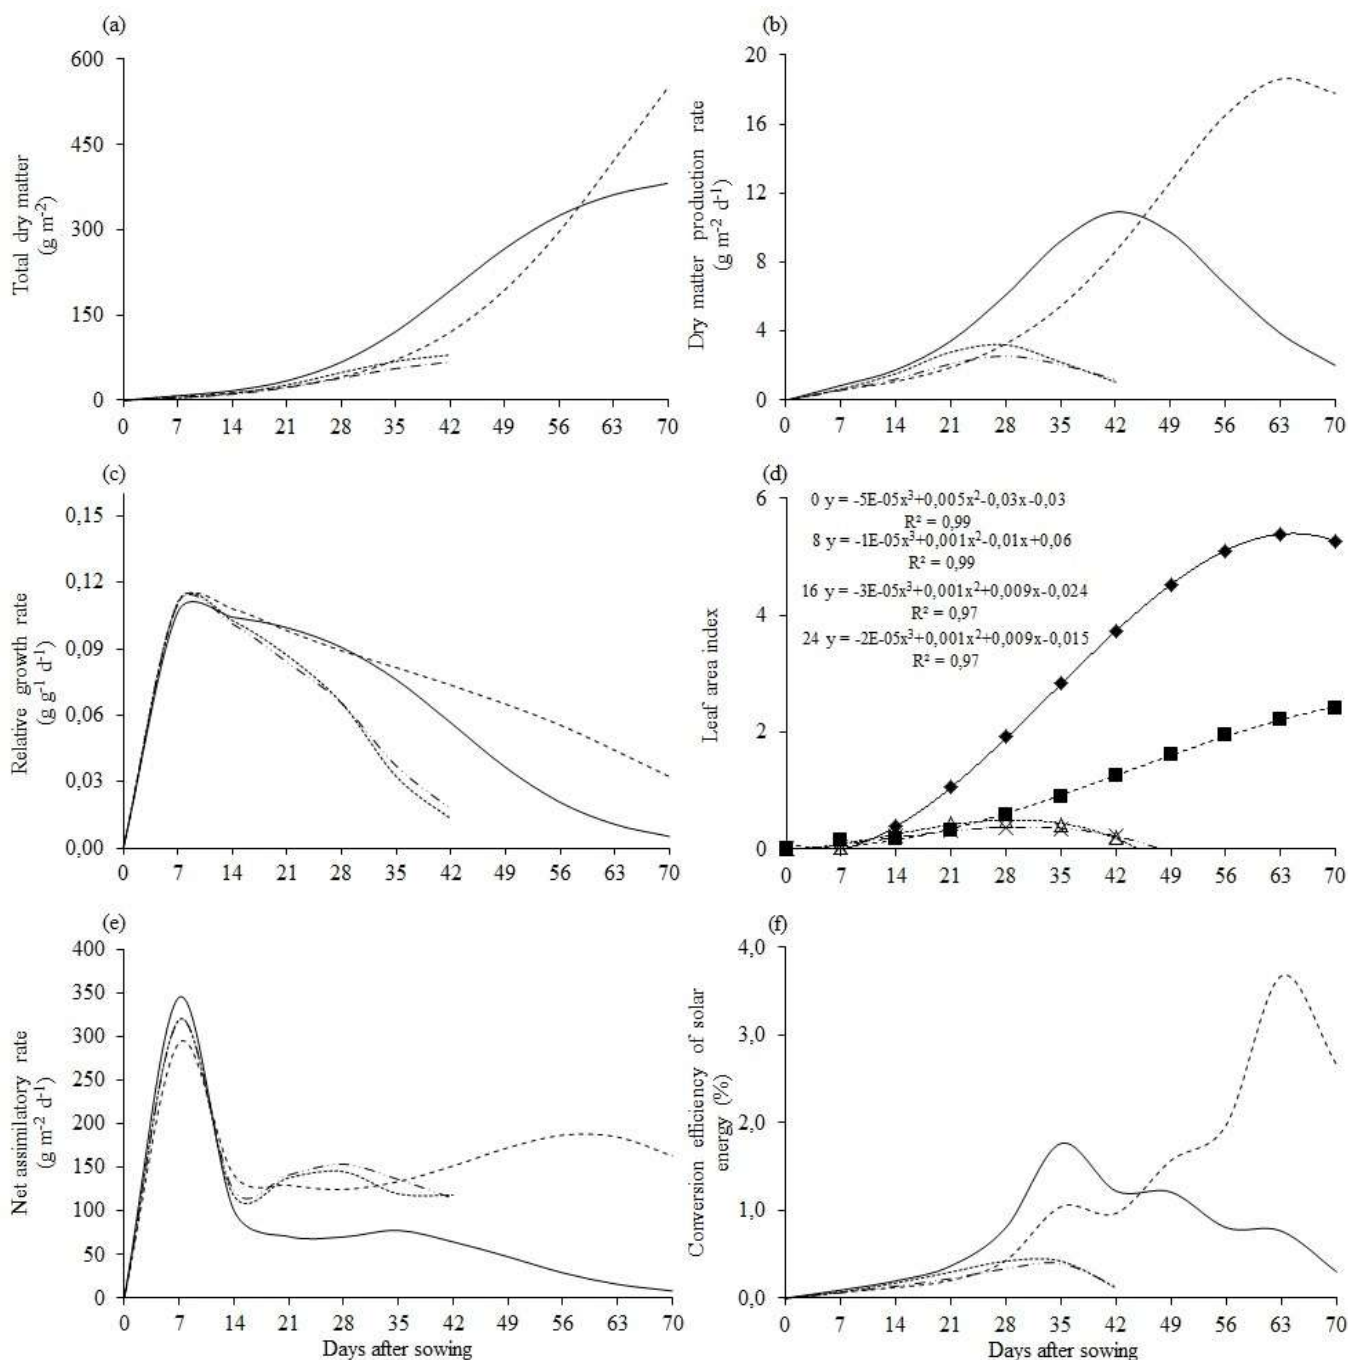 (a)
Total dry matter
(g m⁻²)
600
450
300
150
0
0 7 14 21 28 35 42 49 56 63 70
(b)
Dry matter production rate
(g m⁻² d⁻¹)
20
16
12
8
4
0
0 7 14 21 28 35 42 49 56 63 70
(c)
Relative growth rate
(g g⁻¹ d⁻¹)
0,15
0,12
0,09
0,06
0,03
0,00
0 7 14 21 28 35 42 49 56 63 70
(d)
Leaf area index
6
4
2
0
0 y = -5E-05x³+0,005x²-0,03x-0,03
R² = 0,99
8 y = -1E-05x³+0,001x²-0,01x+0,06
R² = 0,99
16 y = -3E-05x³+0,001x²+0,009x-0,024
R² = 0,97
24 y = -2E-05x³+0,001x²+0,009x-0,015
R² = 0,97
0 7 14 21 28 35 42 49 56 63 70
(e)
Net assimilatory rate
(g m⁻² d⁻¹)
400
350
300
250
200
150
100
50
0
0 7 14 21 28 35 42 49 56 63 70
Days after sowing
(f)
Conversion efficiency of solar
energy (%)
4,0
3,0
2,0
1,0
0,0
0 7 14 21 28 35 42 49 56 63 70
Days after sowing